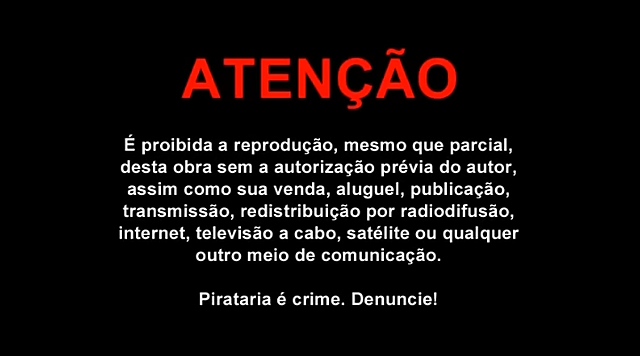 ATENÇÃO
É proibida a reprodução, mesmo que parcial,
desta obra sem a autorização prévia do autor,
assim como sua venda, aluguel, publicação,
transmissão, redistribuição por radiodifusão,
internet, televisão a cabo, satélite ou qualquer
outro meio de comunicação.
Pirataria é crime. Denuncie!